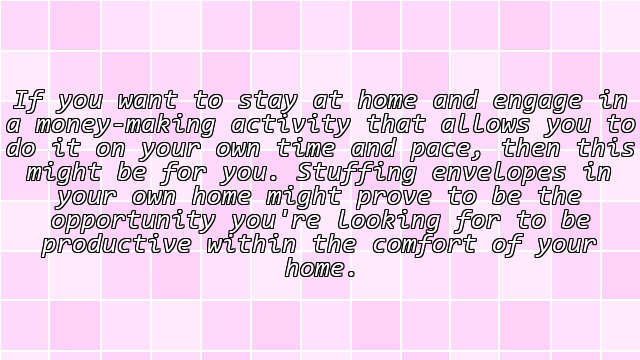 If you want to stay at home and engage in
a money-making activity that allows you to
do it on your own time and pace, then this
might be for you. Stuffing envelopes in
your own home might prove to be the
opportunity you're looking for to be
productive within the comfort of your
home.